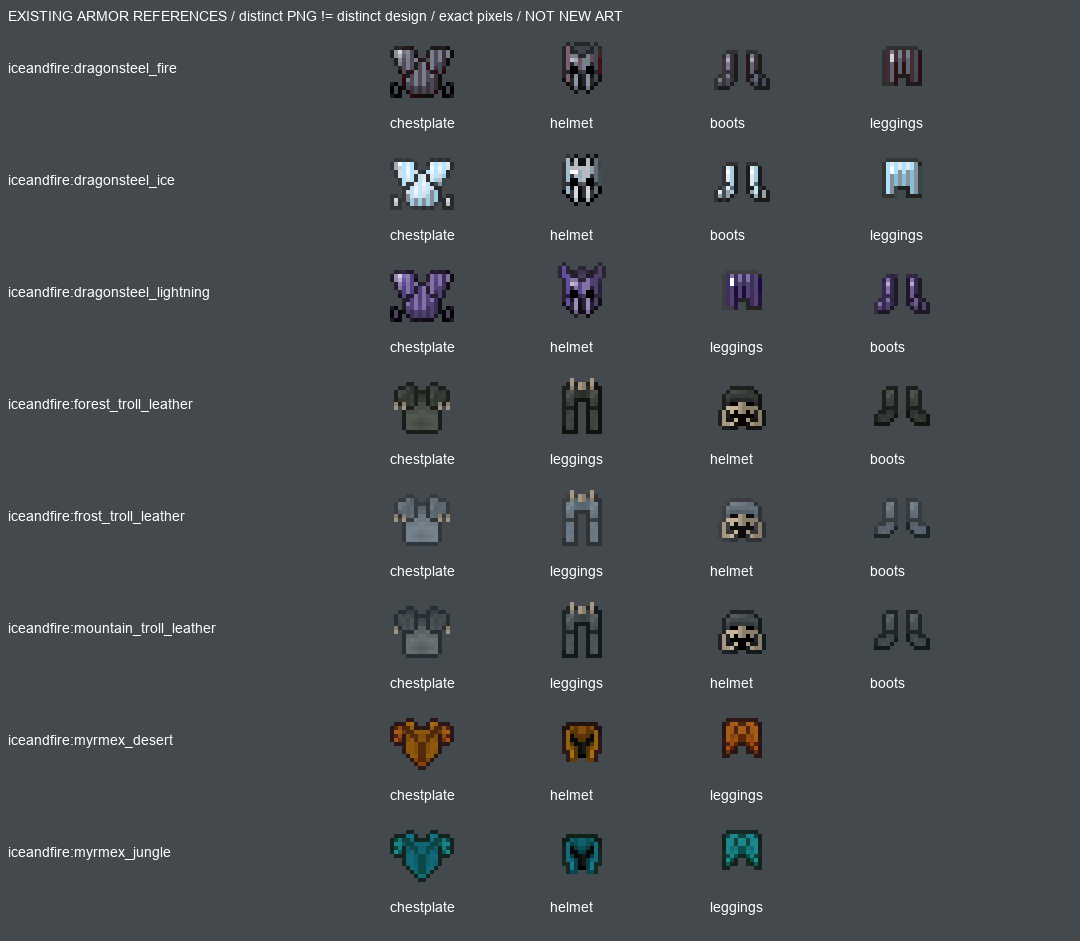 EXISTING ARMOR REFERENCES / distinct PNG != distinct design / exact pixels / NOT NEW ART
iceandfire:dragonsteel_fire
chestplate helmet boots leggings
iceandfire:dragonsteel_ice
chestplate helmet boots leggings
iceandfire:dragonsteel_lightning
chestplate helmet leggings boots
iceandfire:forest_troll_leather
chestplate leggings helmet boots
iceandfire:frost_troll_leather
chestplate leggings helmet boots
iceandfire:mountain_troll_leather
chestplate leggings helmet boots
iceandfire:myrmex_desert
chestplate helmet leggings
iceandfire:myrmex_jungle
chestplate helmet leggings